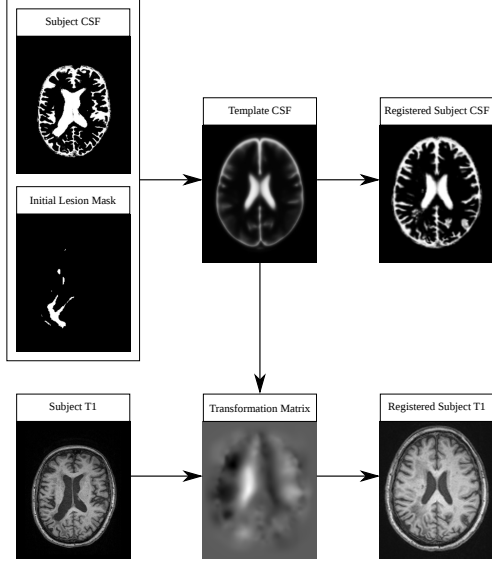 Subject CSF
Template CSF
Registered Subject CSF
Initial Lesion Mask
Subject T1
Transformation Matrix
Registered Subject T1